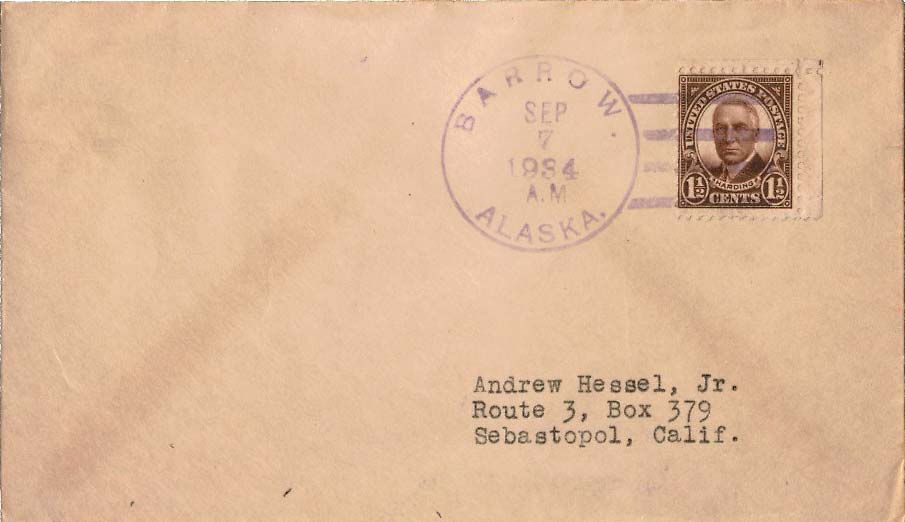 BARROW.
SEP
7
1934
A.M
ALASKA.
UNITED STATES POSTAGE
HARDING
1½ CENTS 1½
Andrew Hessel, Jr.
Route 3, Box 379
Sebastopol, Calif.